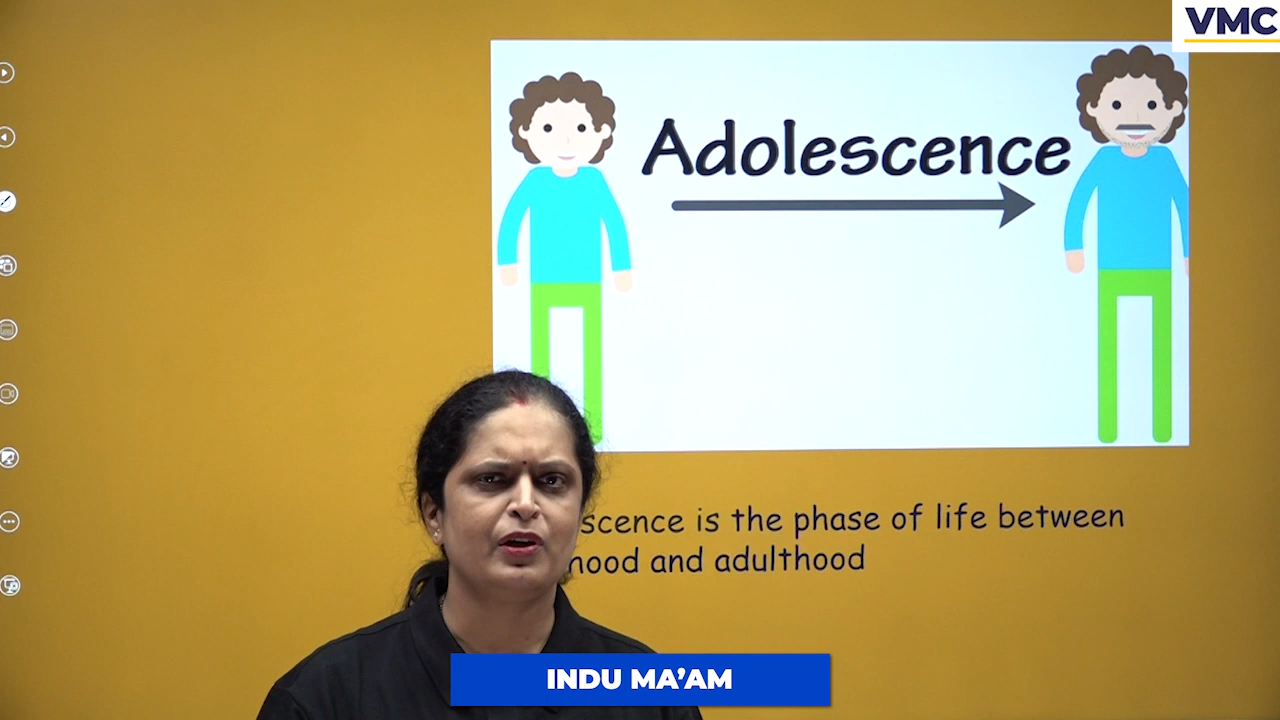 VMC
Adolescence
scence is the phase of life between
hood and adulthood
INDU MA’AM